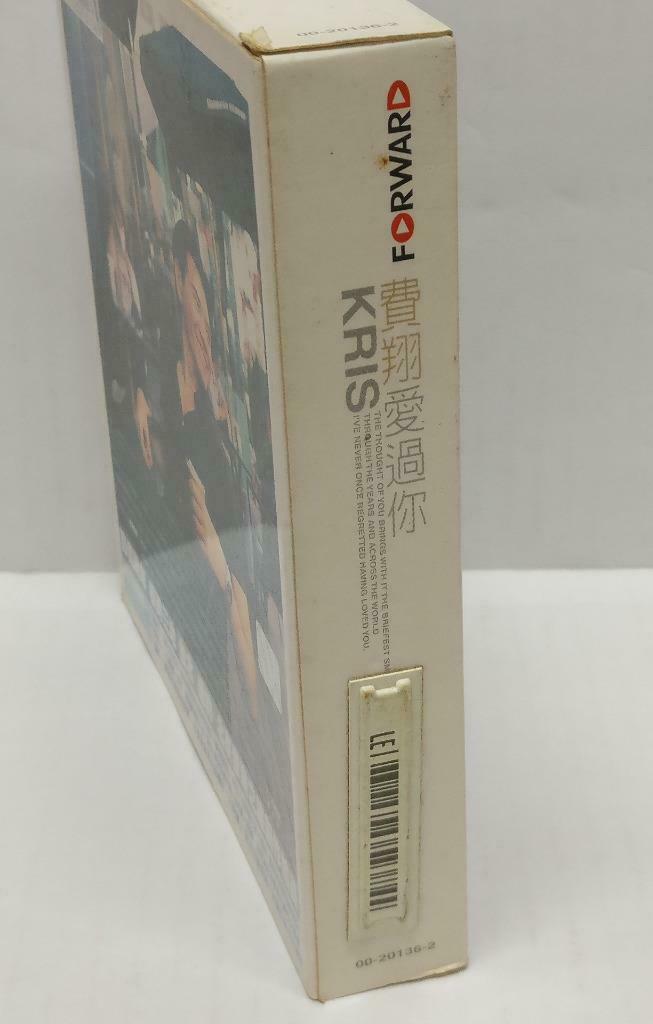 00-20136-2
FORWARD
費翔愛過你
KRIS
THE THOUGHT OF YOU BRINGS WITH IT THE BRIEFEST
THROUGH THE YEARS AND ACROSS THE WORLD
I'VE NEVER ONCE REGRETTED HAVING LOVED YOU.
LE
00-20136-2